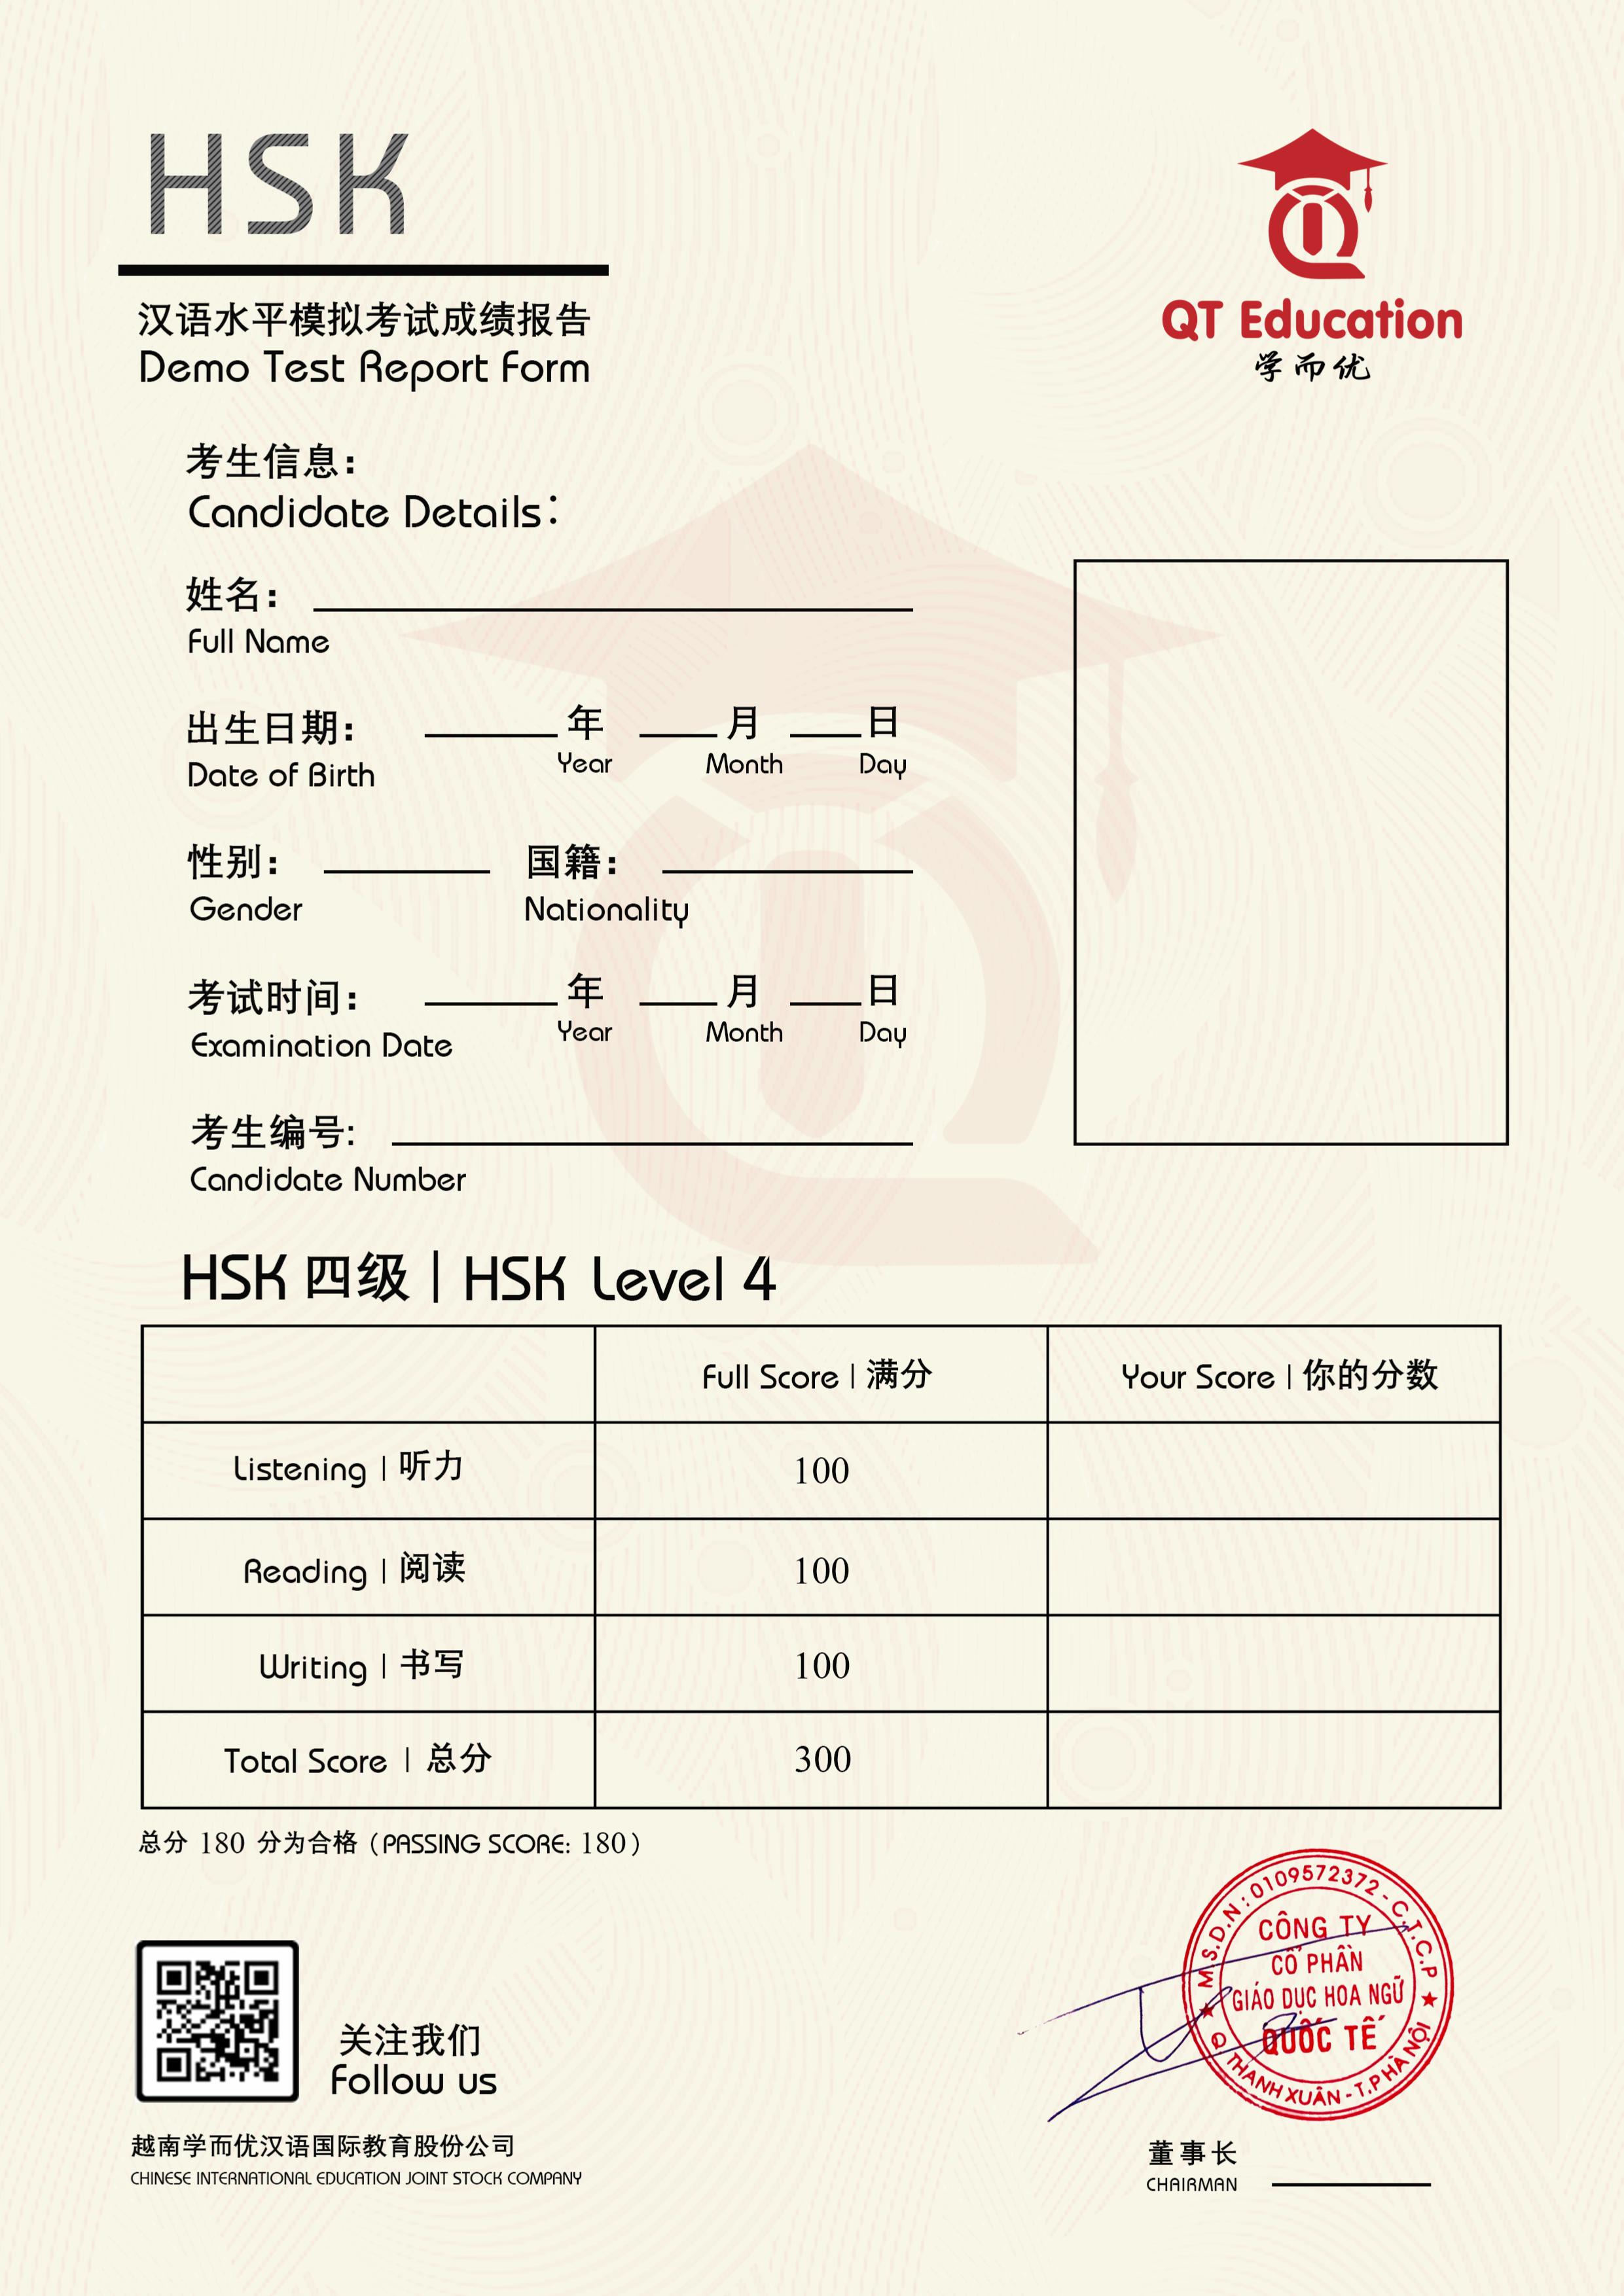 HSK
汉语水平模拟考试成绩报告
Demo Test Report Form
QT Education
学而优
考生信息：
Candidate Details：
姓名：
Full Name
出生日期： 年 月 日
Date of Birth Year Month Day
性别： 国籍：
Gender Nationality
考试时间： 年 月 日
Examination Date Year Month Day
考生编号:
Candidate Number
HSK 四级 | HSK Level 4
Full Score | 满分 Your Score | 你的分数
Listening | 听力 100
Reading | 阅读 100
Writing | 书写 100
Total Score | 总分 300
总分 180 分为合格（PASSING SCORE: 180）
M.S.D.N: 0109572372 - C.T.C.P
CÔNG TY
CỔ PHẦN
GIÁO DỤC HOA NGỮ
QUỐC TẾ
Q. THANH XUÂN - T.P HÀ NỘI
关注我们
Follow us
越南学而优汉语国际教育股份公司
CHINESE INTERNATIONAL EDUCATION JOINT STOCK COMPANY
董事长
CHAIRMAN